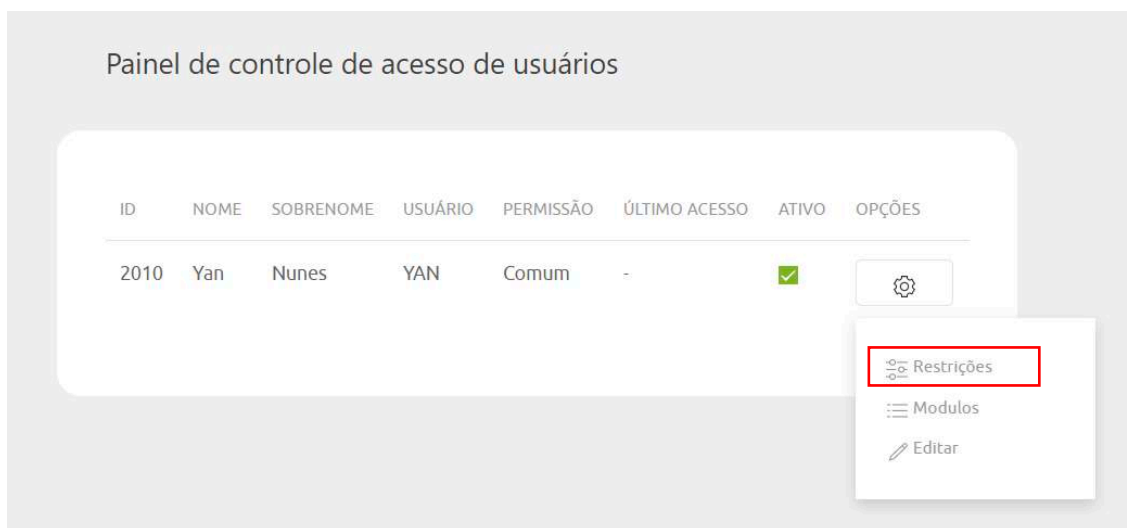 Painel de controle de acesso de usuários
ID NOME SOBRENOME USUÁRIO PERMISSÃO ÚLTIMO ACESSO ATIVO OPÇÕES
2010 Yan Nunes YAN Comum -
Restrições
Modulos
Editar